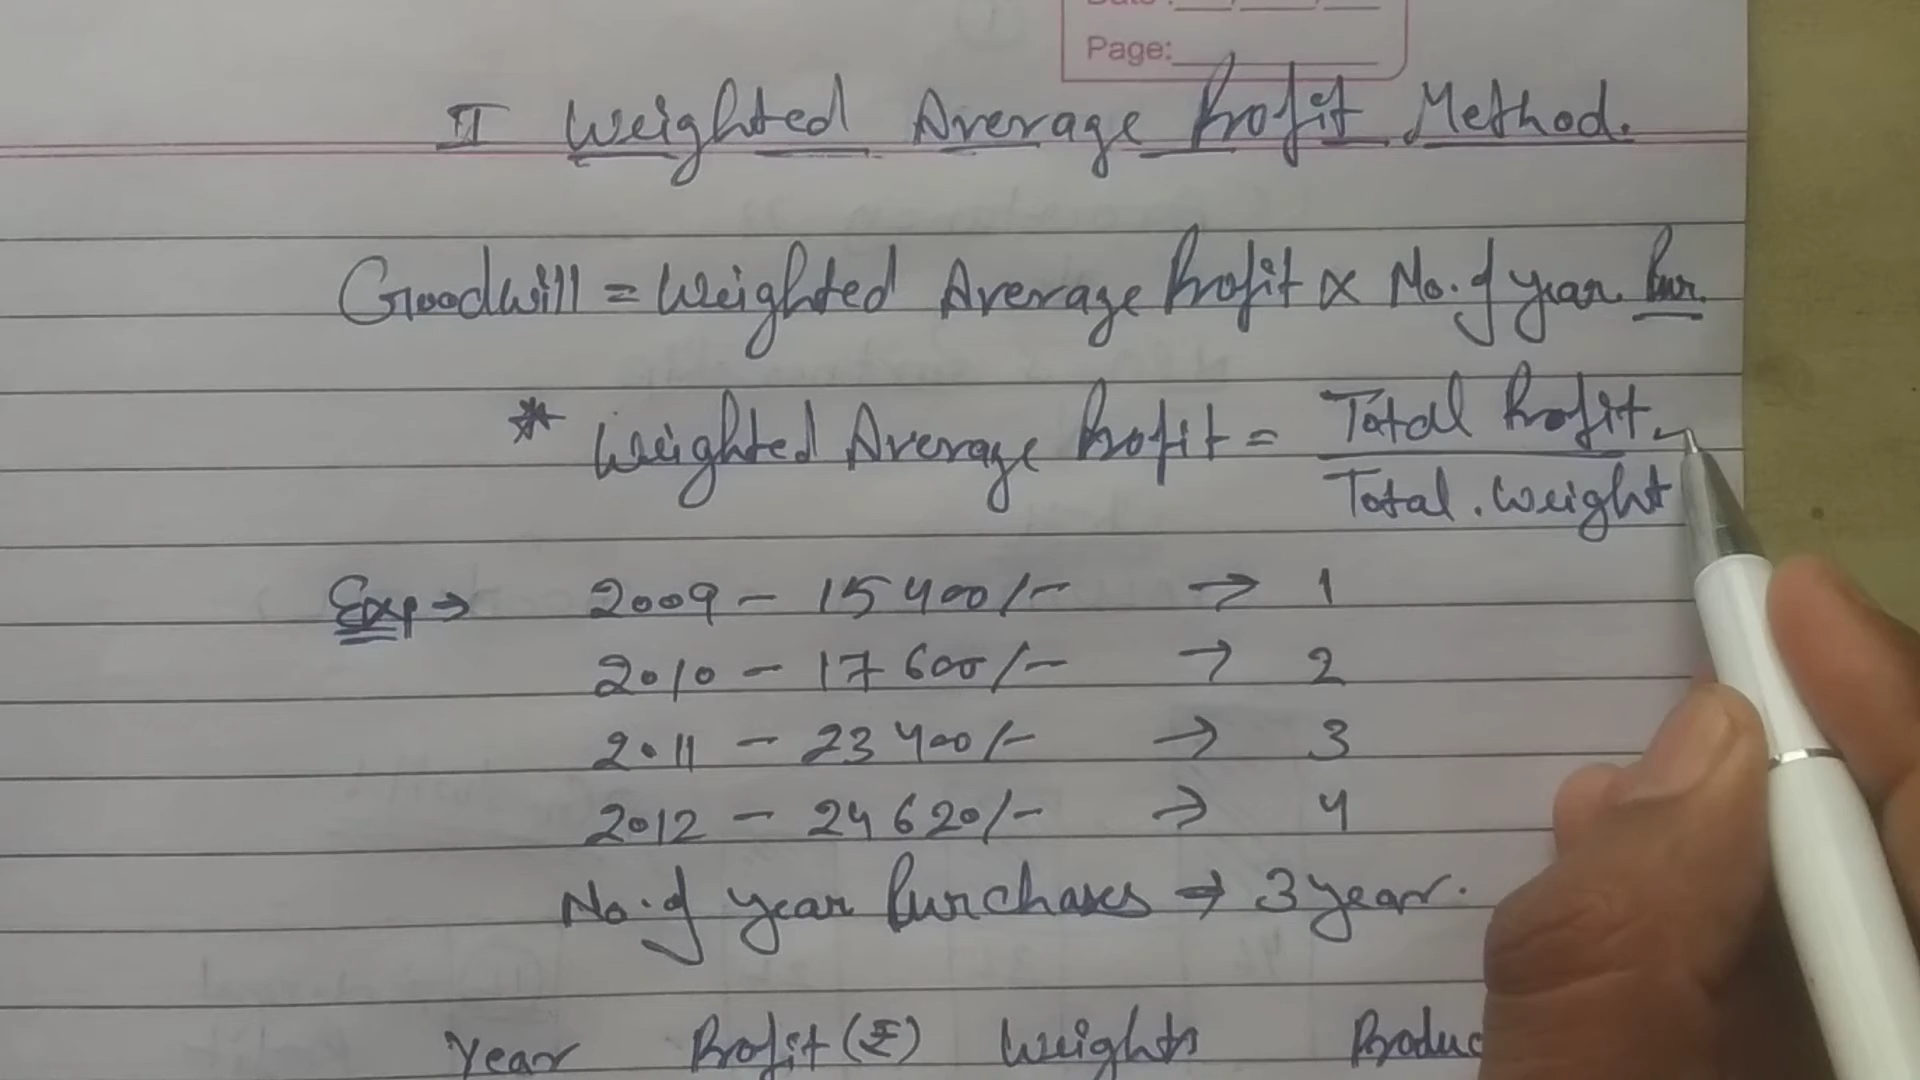 Page:
II Weighted Average Profit Method.
Goodwill = Weighted Average Profit × No. of year Pur.
* Weighted Average Profit = Total Profit
Total. Weight
Exp → 2009 - 15400/- → 1
2010 - 17600/- → 2
2011 - 23400/- → 3
2012 - 24620/- → 4
No. of year Purchases → 3 year.
Year Profit (₹) Weights Produc